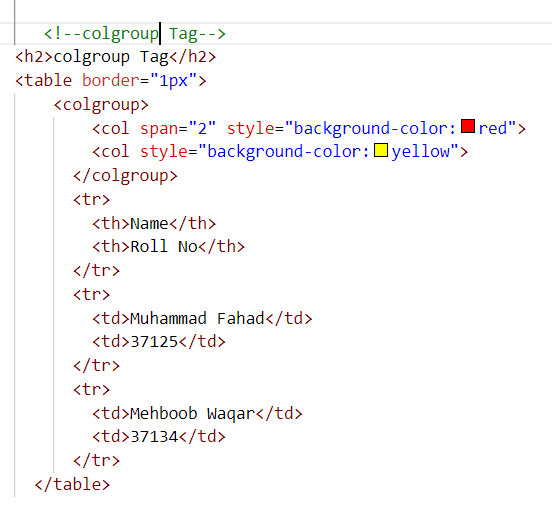 <!--colgroup Tag-->
<h2>colgroup Tag</h2>
<table border="1px">
<colgroup>
<col span="2" style="background-color:red">
<col style="background-color:yellow">
</colgroup>
<tr>
<th>Name</th>
<th>Roll No</th>
</tr>
<tr>
<td>Muhammad Fahad</td>
<td>37125</td>
</tr>
<tr>
<td>Mehboob Waqar</td>
<td>37134</td>
</tr>
</table>